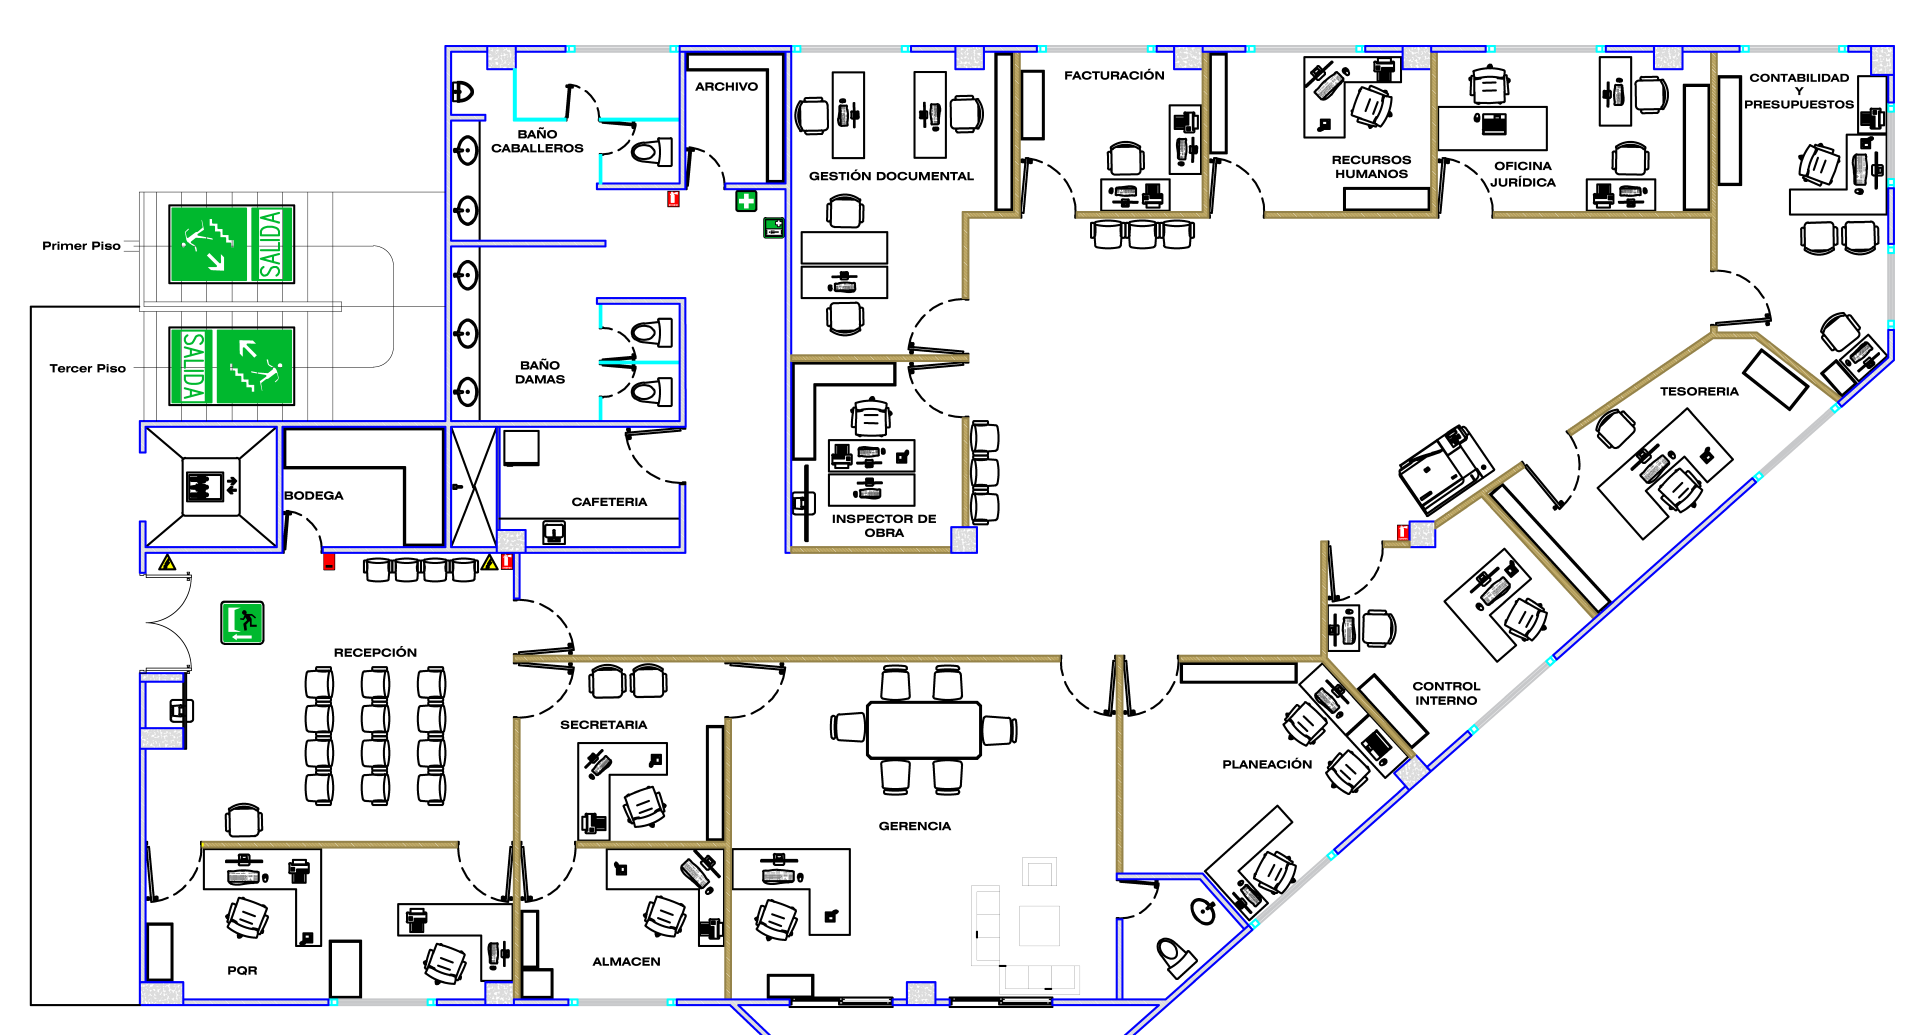 ARCHIVO
FACTURACIÓN
CONTABILIDAD
Y
PRESUPUESTOS
BAÑO
CABALLEROS
GESTIÓN DOCUMENTAL
RECURSOS
HUMANOS
OFICINA
JURÍDICA
Primer Piso
SALIDA
Tercer Piso
SALIDA
BAÑO
DAMAS
TESORERIA
BODEGA
CAFETERIA
INSPECTOR DE
OBRA
RECEPCIÓN
SECRETARIA
CONTROL
INTERNO
PLANEACIÓN
GERENCIA
PQR
ALMACEN